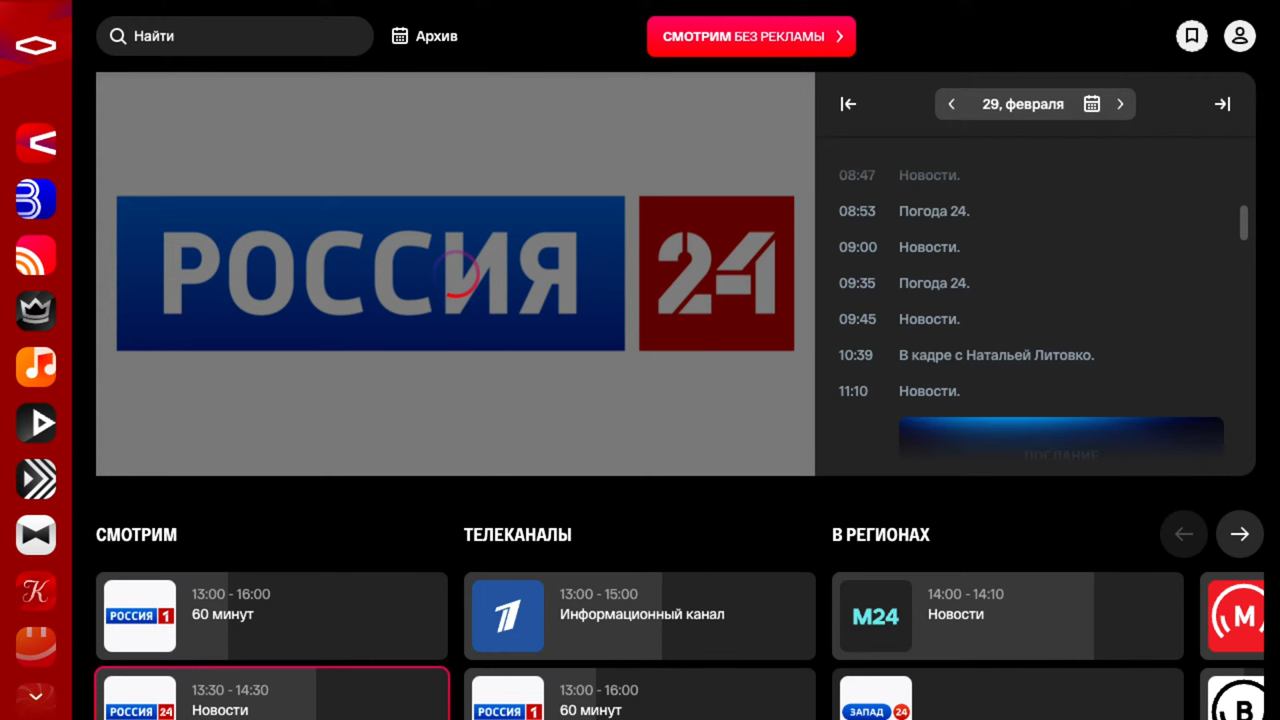 Найти
Архив
СМОТРИМ БЕЗ РЕКЛАМЫ
РОССИЯ 24
29, февраля
08:47 Новости.
08:53 Погода 24.
09:00 Новости.
09:35 Погода 24.
09:45 Новости.
10:39 В кадре с Натальей Литовко.
11:10 Новости.
ПОСЛАНИЕ
СМОТРИМ
РОССИЯ 1
13:00 - 16:00
60 минут
РОССИЯ 24
13:30 - 14:30
Новости
ТЕЛЕКАНАЛЫ
1
13:00 - 15:00
Информационный канал
РОССИЯ 1
13:00 - 16:00
60 минут
В РЕГИОНАХ
М24
14:00 - 14:10
Новости
ЗАПАД 24
М
В